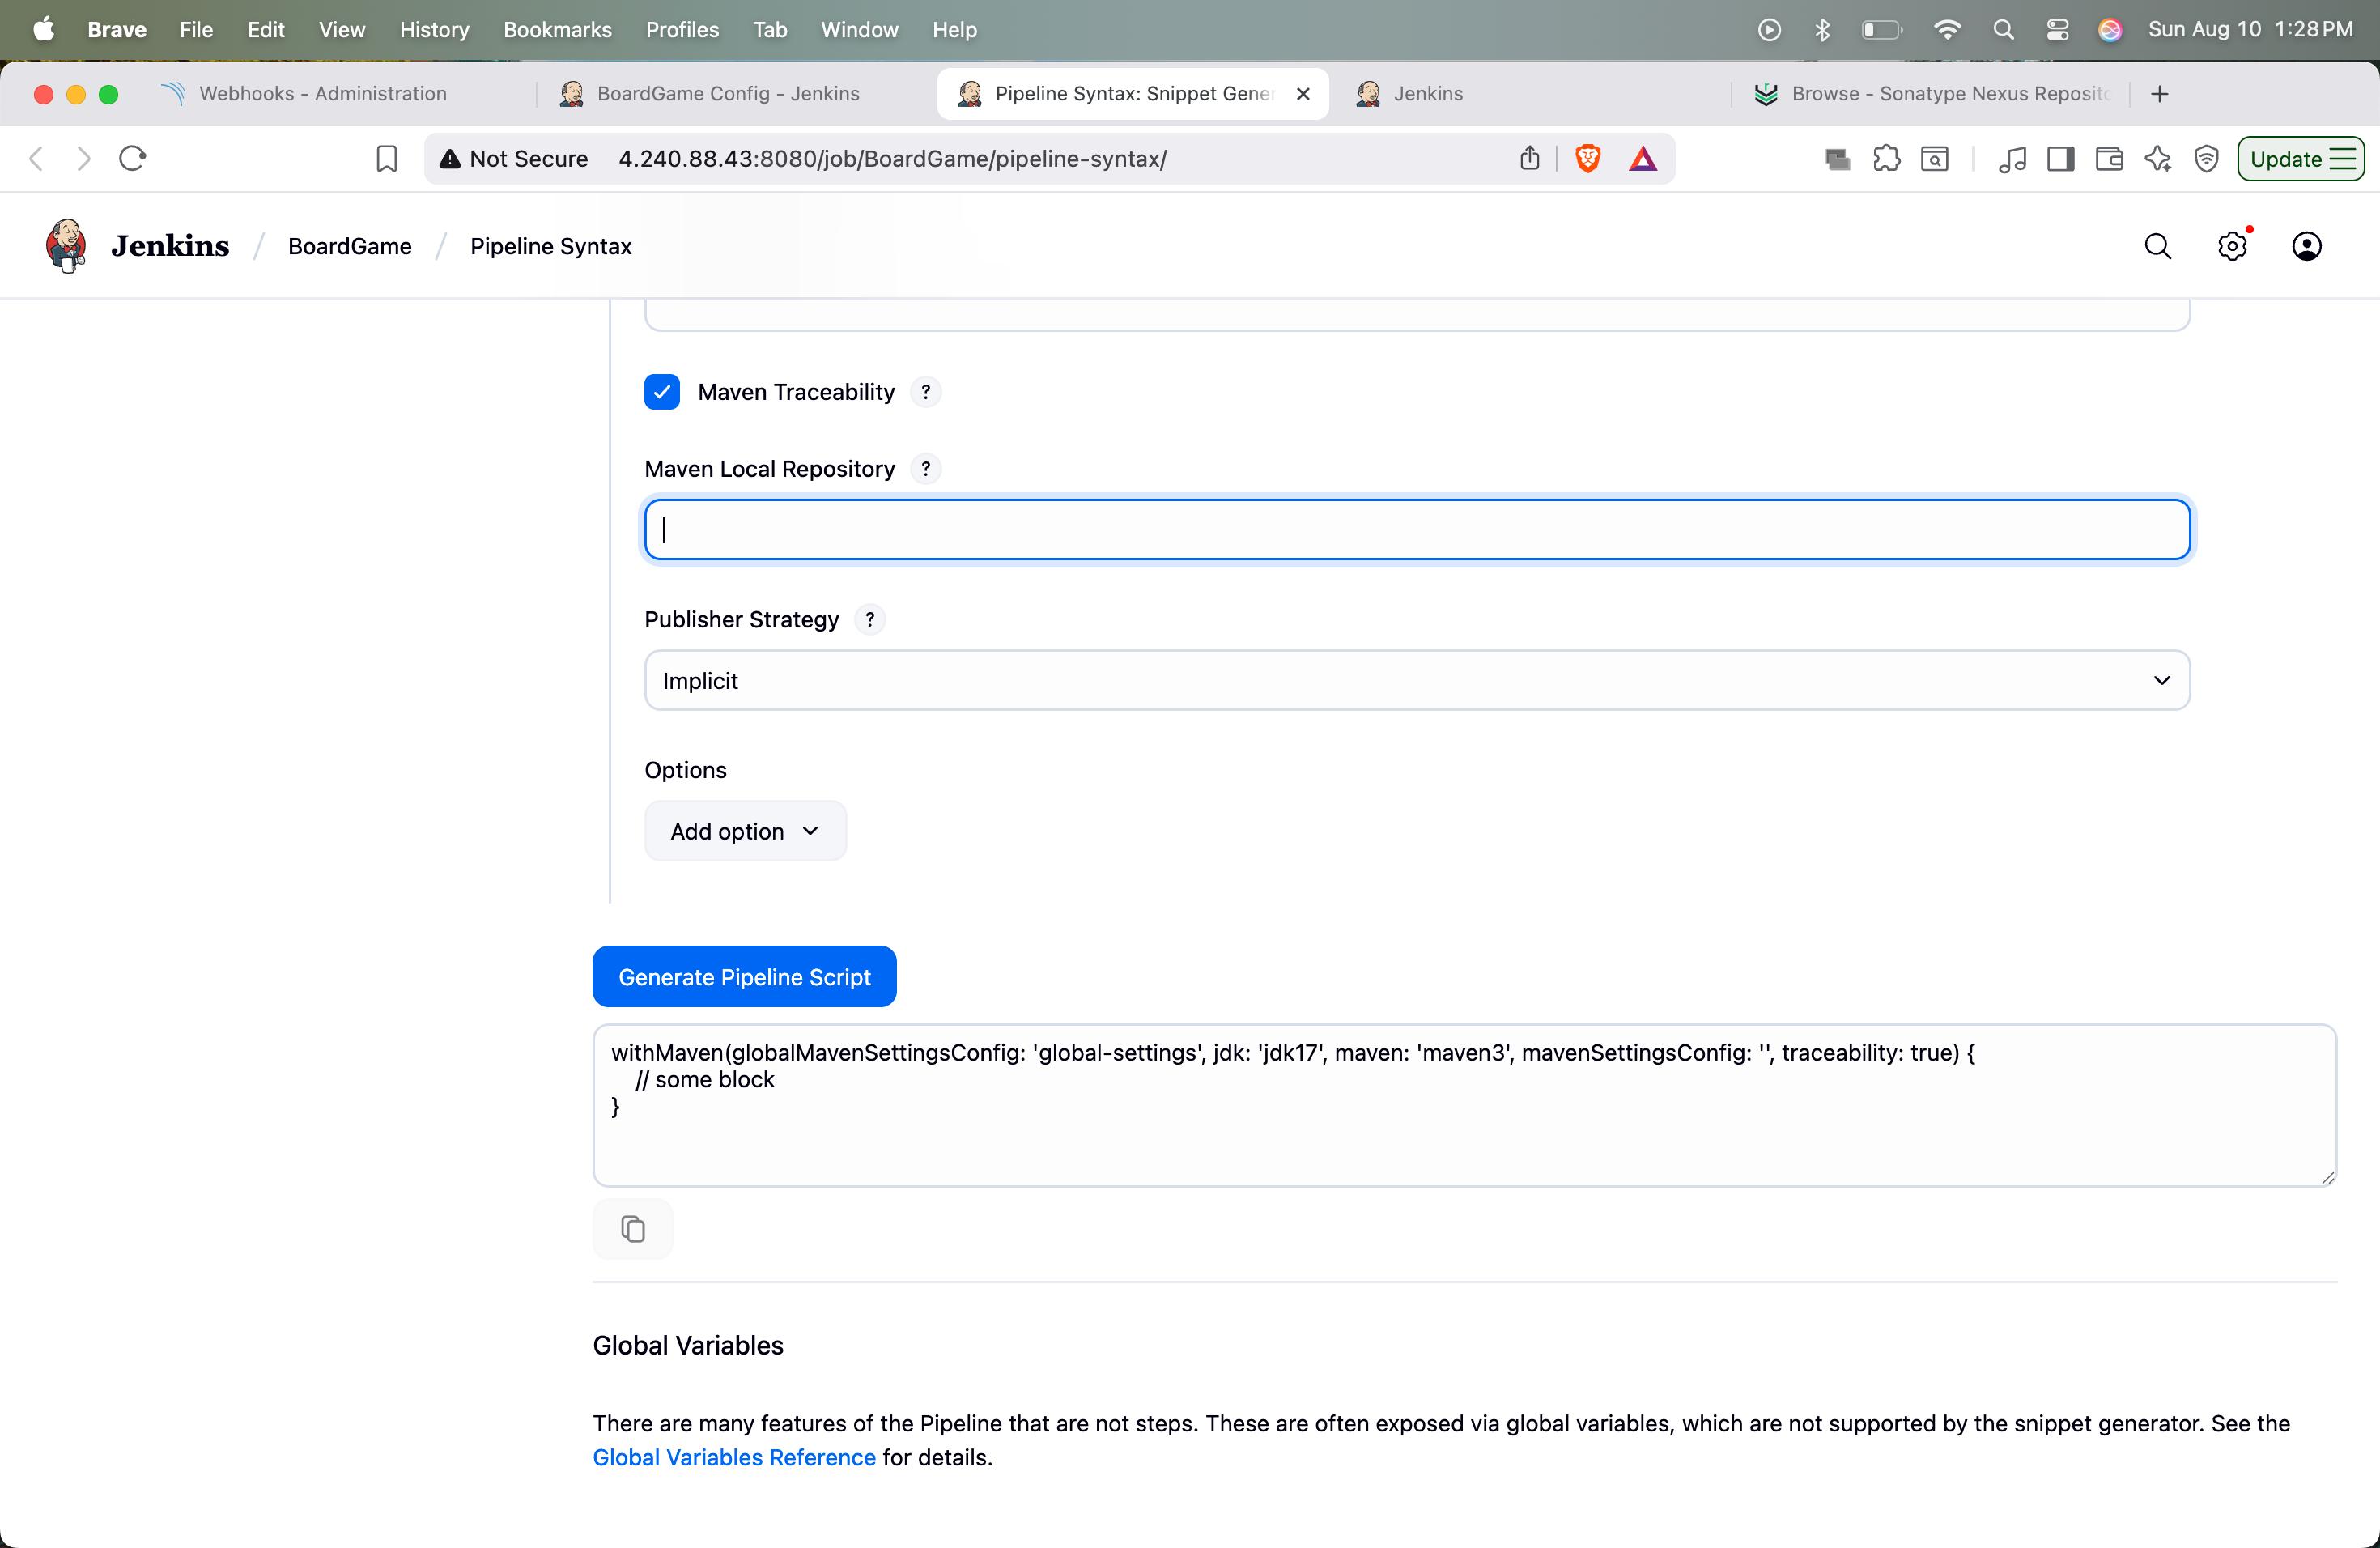 Brave File Edit View History Bookmarks Profiles Tab Window Help Sun Aug 10 1:28 PM
Webhooks - Administration BoardGame Config - Jenkins Pipeline Syntax: Snippet Gener Jenkins Browse - Sonatype Nexus Reposito
Not Secure 4.240.88.43:8080/job/BoardGame/pipeline-syntax/ Update
Jenkins / BoardGame / Pipeline Syntax
Maven Traceability ?
Maven Local Repository ?
Publisher Strategy ?
Implicit
Options
Add option
Generate Pipeline Script
withMaven(globalMavenSettingsConfig: 'global-settings', jdk: 'jdk17', maven: 'maven3', mavenSettingsConfig: '', traceability: true) {
// some block
}
Global Variables
There are many features of the Pipeline that are not steps. These are often exposed via global variables, which are not supported by the snippet generator. See the
Global Variables Reference for details.